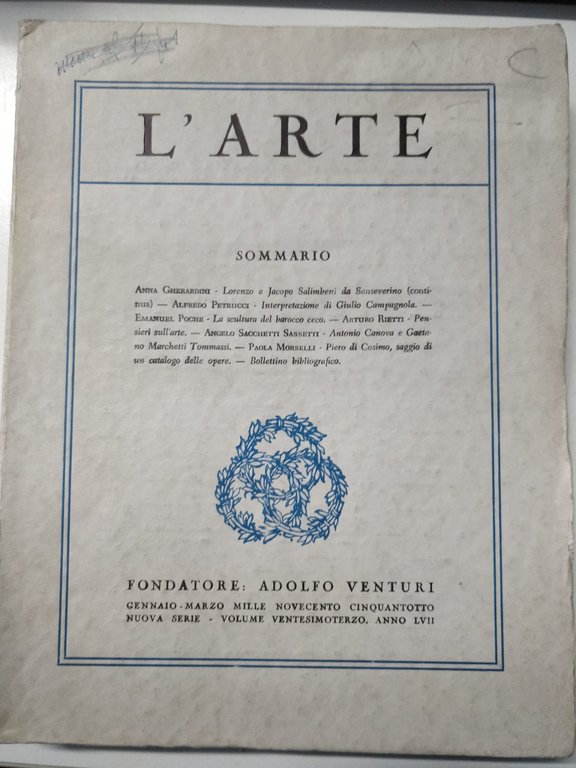 L'ARTE
SOMMARIO
ANNA GHERARDINI - Lorenzo e Jacopo Salimbeni da Sanseverino (conti-
nua) — ALFREDO PETRUCCI - Interpretazione di Giulio Campagnola. —
EMANUEL POCHE - La scultura del barocco ceco. — ARTURO RIETTI - Pen-
sieri sull'arte. — ANGELO SACCHETTI SASSETTI - Antonio Canova e Gaeta-
no Marchetti Tommassi. — PAOLA MORSELLI - Piero di Cosimo, saggio di
un catalogo delle opere. — Bollettino bibliografico.
FONDATORE: ADOLFO VENTURI
GENNAIO - MARZO MILLE NOVECENTO CINQUANTOTTO
NUOVA SERIE - VOLUME VENTESIMOTERZO, ANNO LVII